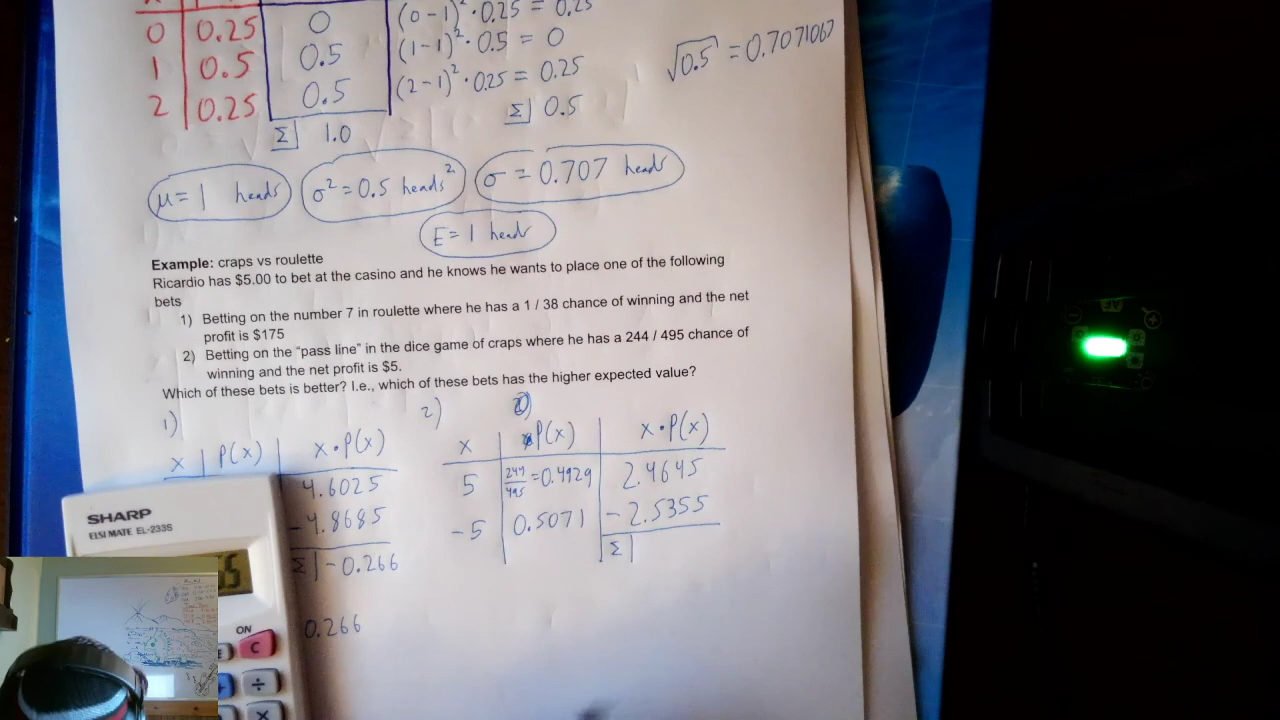 0 0.25 0 (0-1)²·0.25 = 0.25
1 0.5 0.5 (1-1)²·0.5 = 0
2 0.25 0.5 (2-1)²·0.25 = 0.25
Σ 1.0 Σ 0.5
√0.5 = 0.7071067
μ = 1 heads σ² = 0.5 heads² σ = 0.707 heads
E = 1 heads
Example: craps vs roulette
Ricardio has $5.00 to bet at the casino and he knows he wants to place one of the following
bets
1) Betting on the number 7 in roulette where he has a 1 / 38 chance of winning and the net
profit is $175
2) Betting on the “pass line” in the dice game of craps where he has a 244 / 495 chance of
winning and the net profit is $5.
Which of these bets is better? I.e., which of these bets has the higher expected value?
1)
x P(x) x·P(x)
4.6025
-4.8685
Σ -0.266
0.266
2)
x P(x) x·P(x)
5 244/495 = 0.4929 2.4645
-5 0.5071 -2.5355
Σ
SHARP
ELSI MATE EL-233S
ON
C
÷
×
AF